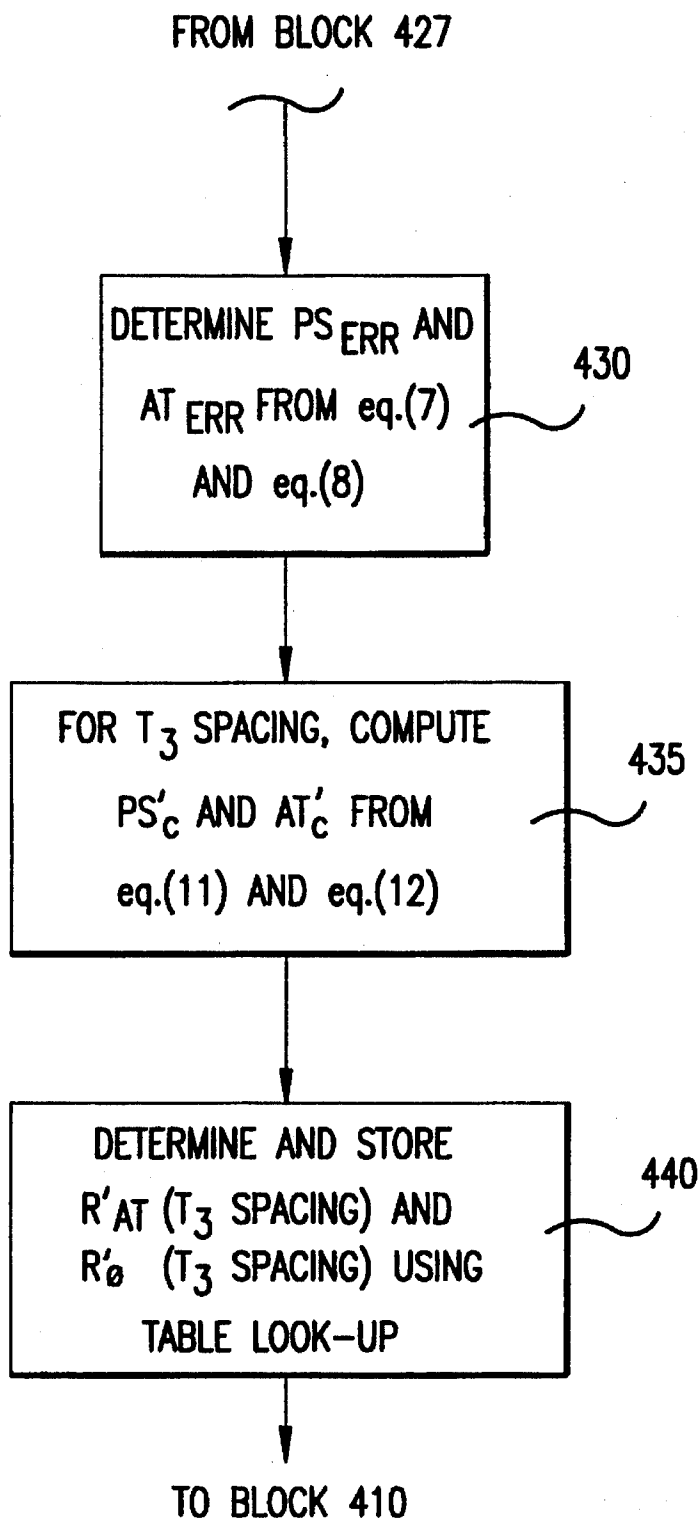 FROM BLOCK 427
DETERMINE PS ERR AND
AT ERR FROM eq.(7)
AND eq.(8)
430
FOR T3 SPACING, COMPUTE
PS'c AND AT'c FROM
eq.(11) AND eq.(12)
435
DETERMINE AND STORE
R'AT (T3 SPACING) AND
R'ø (T3 SPACING) USING
TABLE LOOK-UP
440
TO BLOCK 410